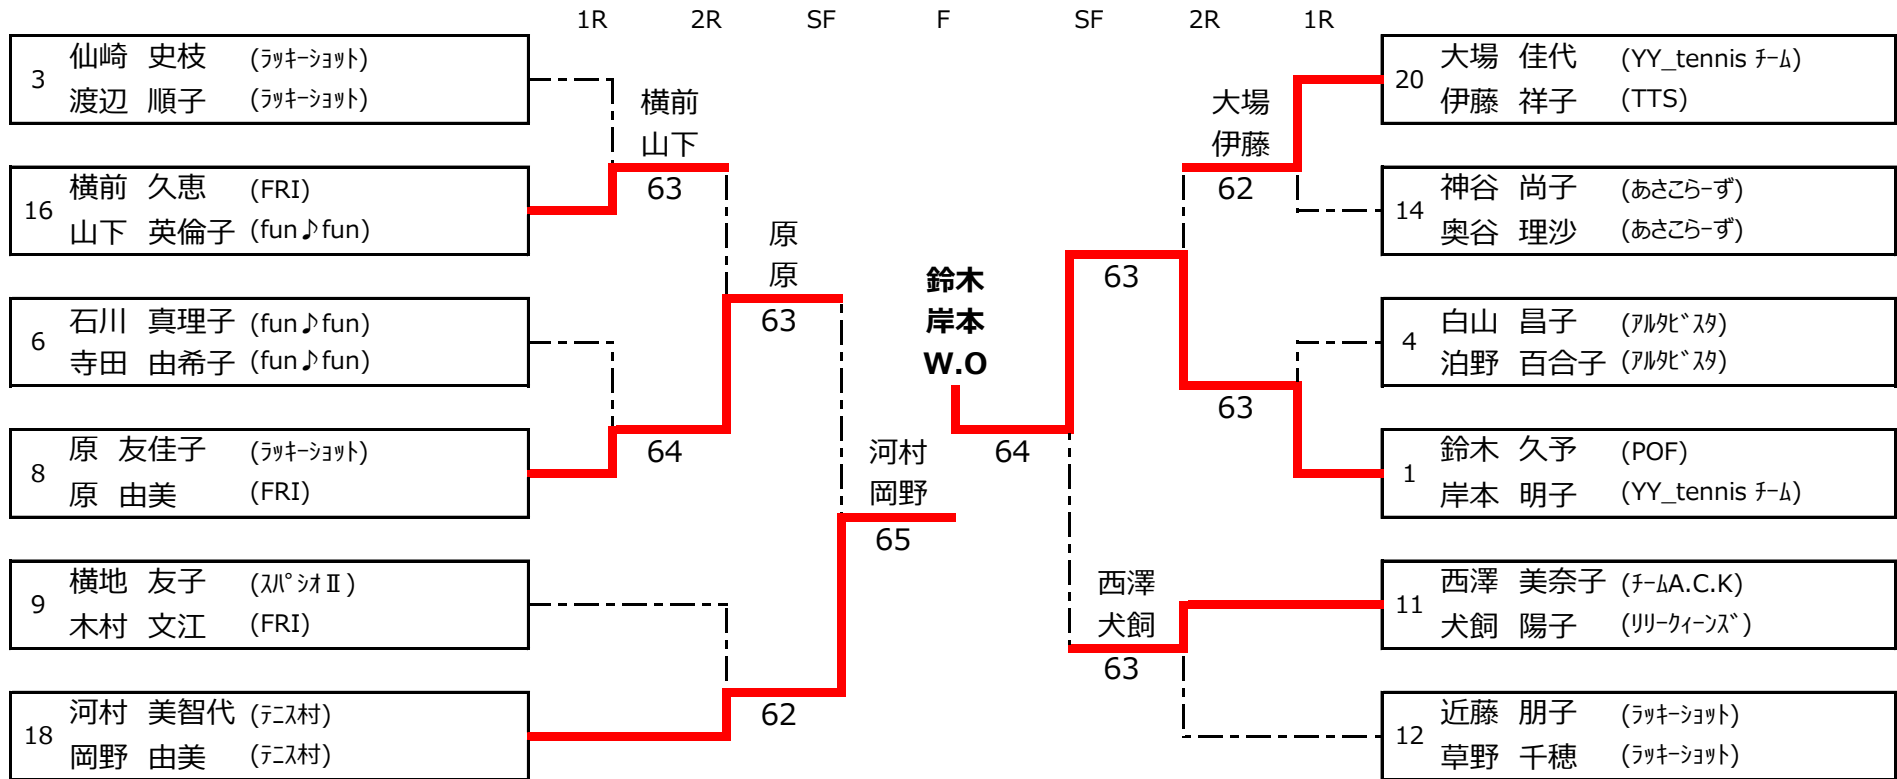 1R 2R SF F SF 2R 1R
3 仙崎 史枝 (ﾗｯｷｰｼｮｯﾄ)
渡辺 順子 (ﾗｯｷｰｼｮｯﾄ)
横前
山下
63
16 横前 久恵 (FRI)
山下 英倫子 (fun♪fun)
原
原
63
6 石川 真理子 (fun♪fun)
寺田 由希子 (fun♪fun)
64
8 原 友佳子 (ﾗｯｷｰｼｮｯﾄ)
原 由美 (FRI)
河村
岡野
65
9 横地 友子 (ｽﾊﾟｼｵⅡ)
木村 文江 (FRI)
62
18 河村 美智代 (ﾃﾆｽ村)
岡野 由美 (ﾃﾆｽ村)
鈴木
岸本
W.O
64
大場
伊藤
62
20 大場 佳代 (YY_tennis ﾁｰﾑ)
伊藤 祥子 (TTS)
14 神谷 尚子 (あさこらーず)
奥谷 理沙 (あさこらーず)
63
4 白山 昌子 (ｱﾙﾀﾋﾞｽﾀ)
泊野 百合子 (ｱﾙﾀﾋﾞｽﾀ)
63
1 鈴木 久予 (POF)
岸本 明子 (YY_tennis ﾁｰﾑ)
西澤
犬飼
63
11 西澤 美奈子 (ﾁｰﾑA.C.K)
犬飼 陽子 (ﾘﾘｰｸｨｰﾝｽﾞ)
12 近藤 朋子 (ﾗｯｷｰｼｮｯﾄ)
草野 千穂 (ﾗｯｷｰｼｮｯﾄ)